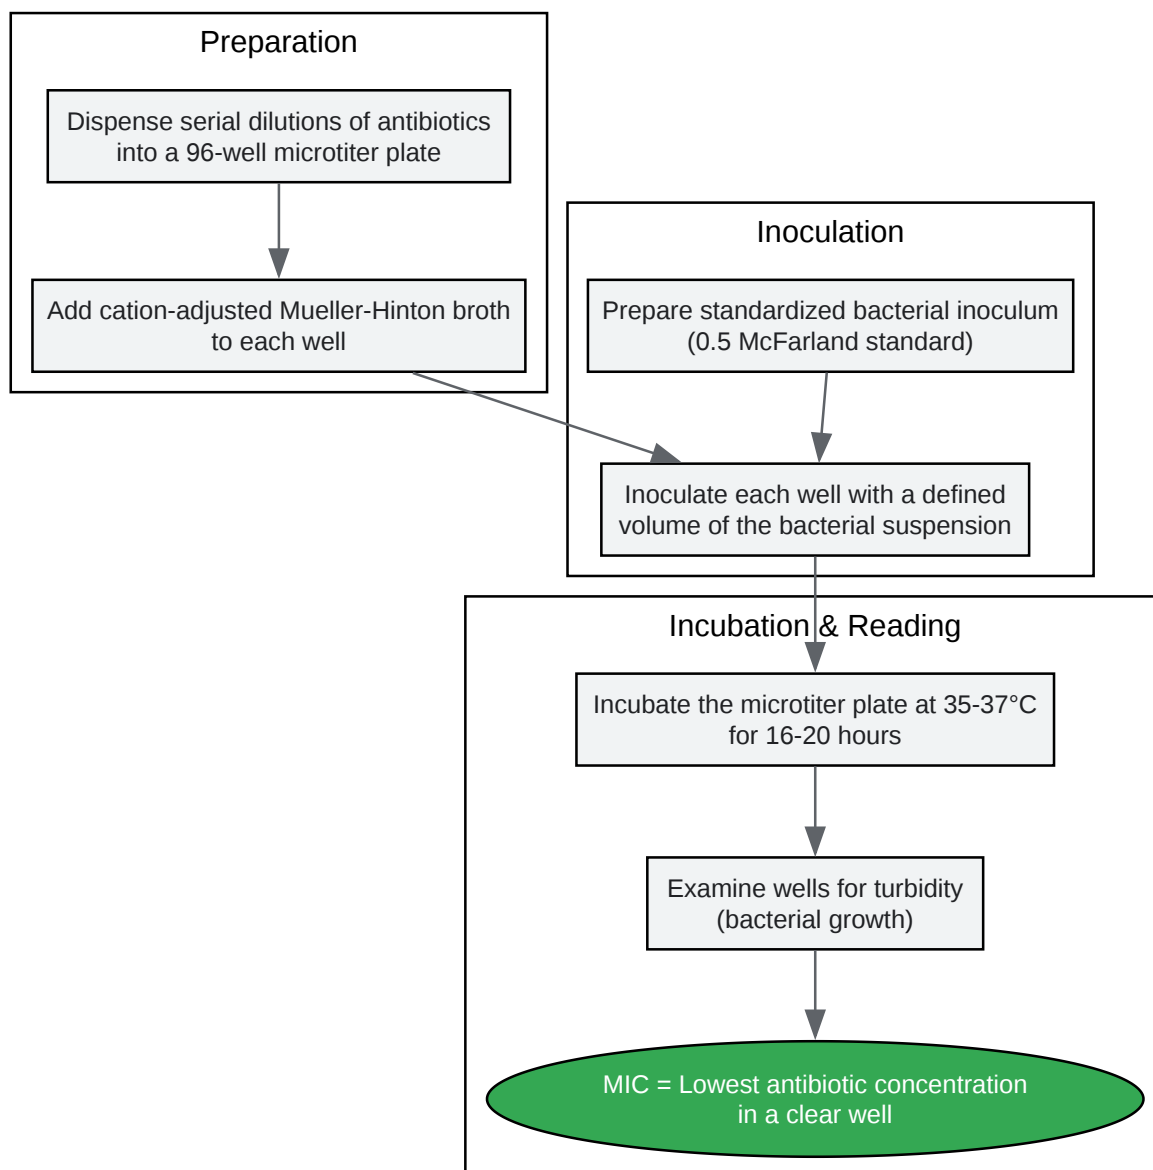 Preparation
Dispense serial dilutions of antibiotics
into a 96-well microtiter plate
Add cation-adjusted Mueller-Hinton broth
to each well
Inoculation
Prepare standardized bacterial inoculum
(0.5 McFarland standard)
Inoculate each well with a defined
volume of the bacterial suspension
Incubation & Reading
Incubate the microtiter plate at 35-37°C
for 16-20 hours
Examine wells for turbidity
(bacterial growth)
MIC = Lowest antibiotic concentration
in a clear well